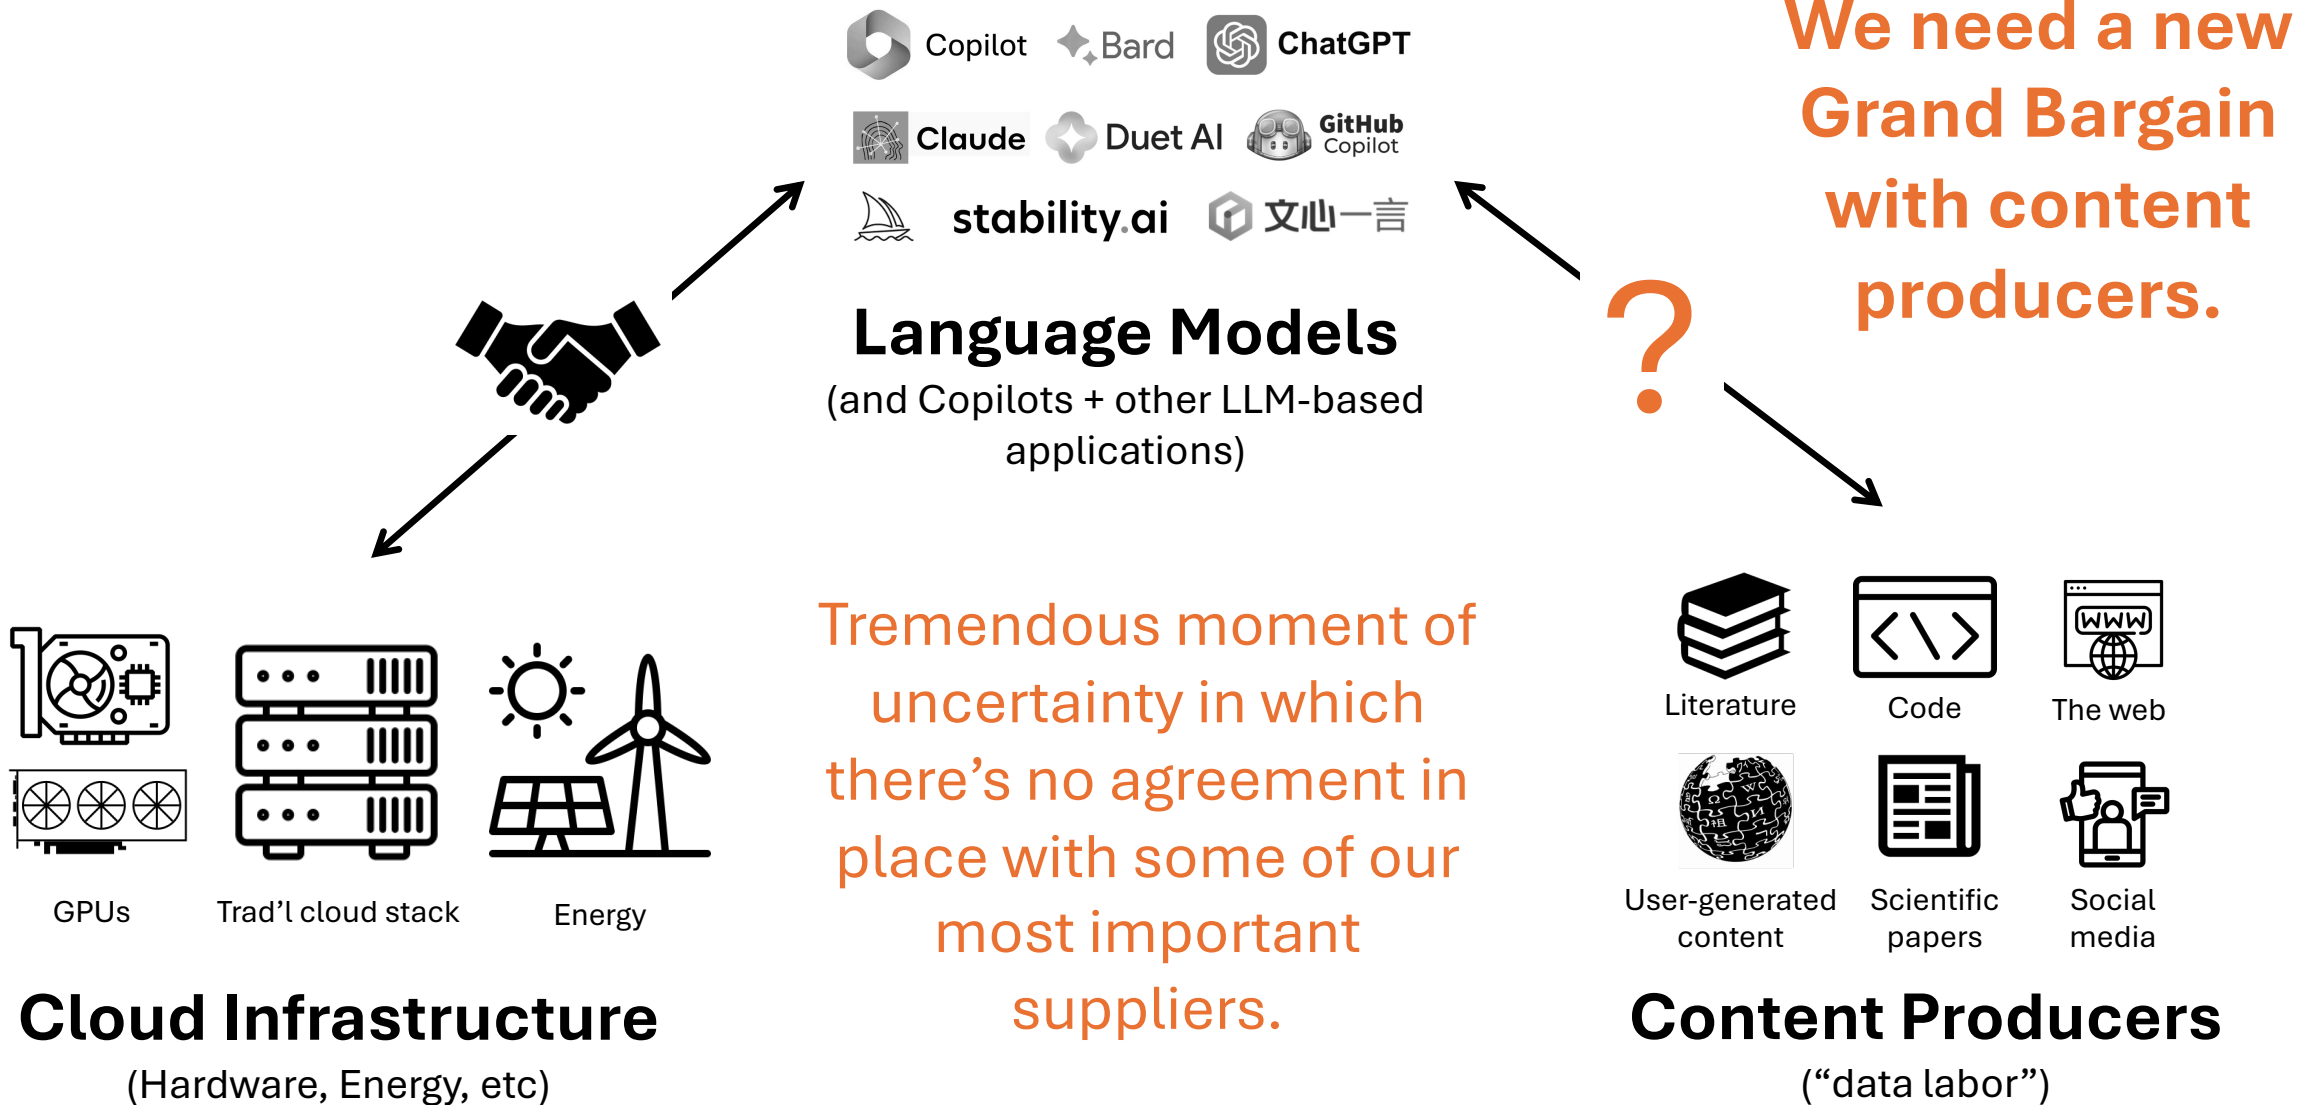 Copilot
Bard
ChatGPT
Claude
Duet AI
GitHub
Copilot
stability.ai
文心一言
We need a new
Grand Bargain
with content
producers.
Language Models
(and Copilots + other LLM-based
applications)
?
Tremendous moment of
uncertainty in which
there’s no agreement in
place with some of our
most important
suppliers.
GPUs
Trad’l cloud stack
Energy
Cloud Infrastructure
(Hardware, Energy, etc)
WWW
Literature
Code
The web
User-generated
content
Scientific
papers
Social
media
Content Producers
(“data labor”)